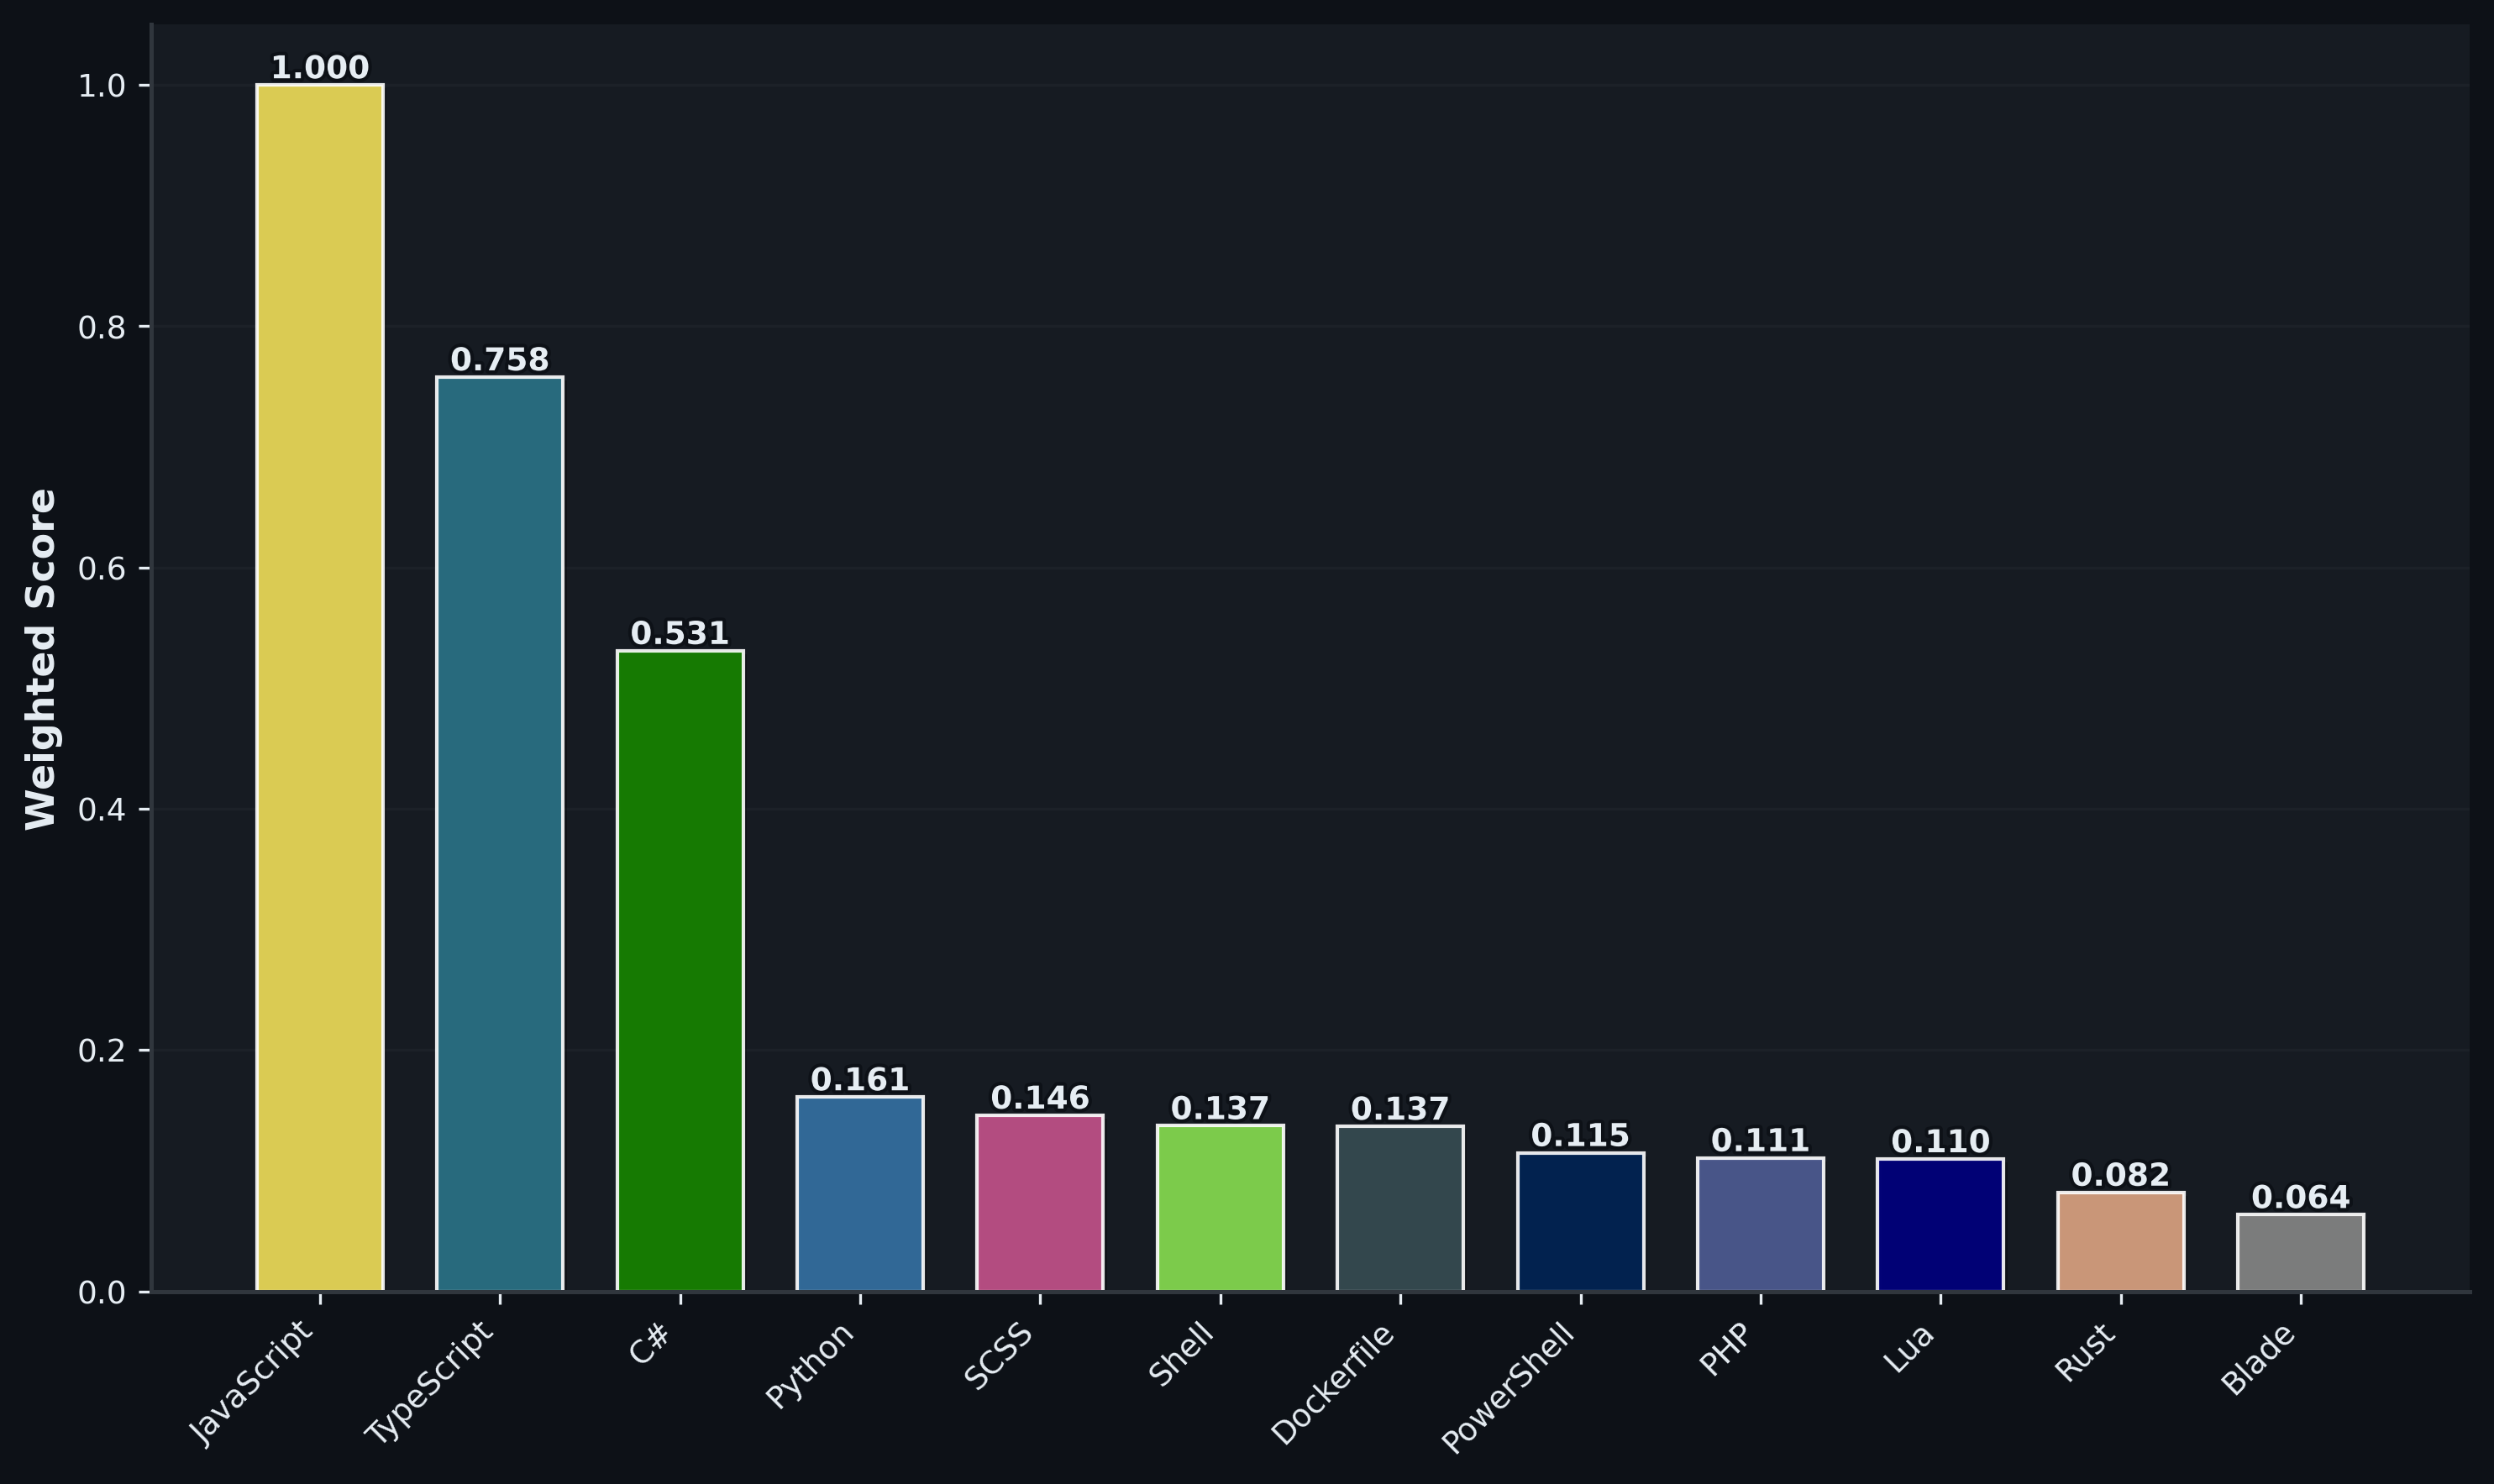 Weighted Score
1.0
0.8
0.6
0.4
0.2
0.0
1.000
0.758
0.531
0.161
0.146
0.137
0.137
0.115
0.111
0.110
0.082
0.064
JavaScript
TypeScript
C#
Python
SCSS
Shell
Dockerfile
PowerShell
PHP
Lua
Rust
Blade